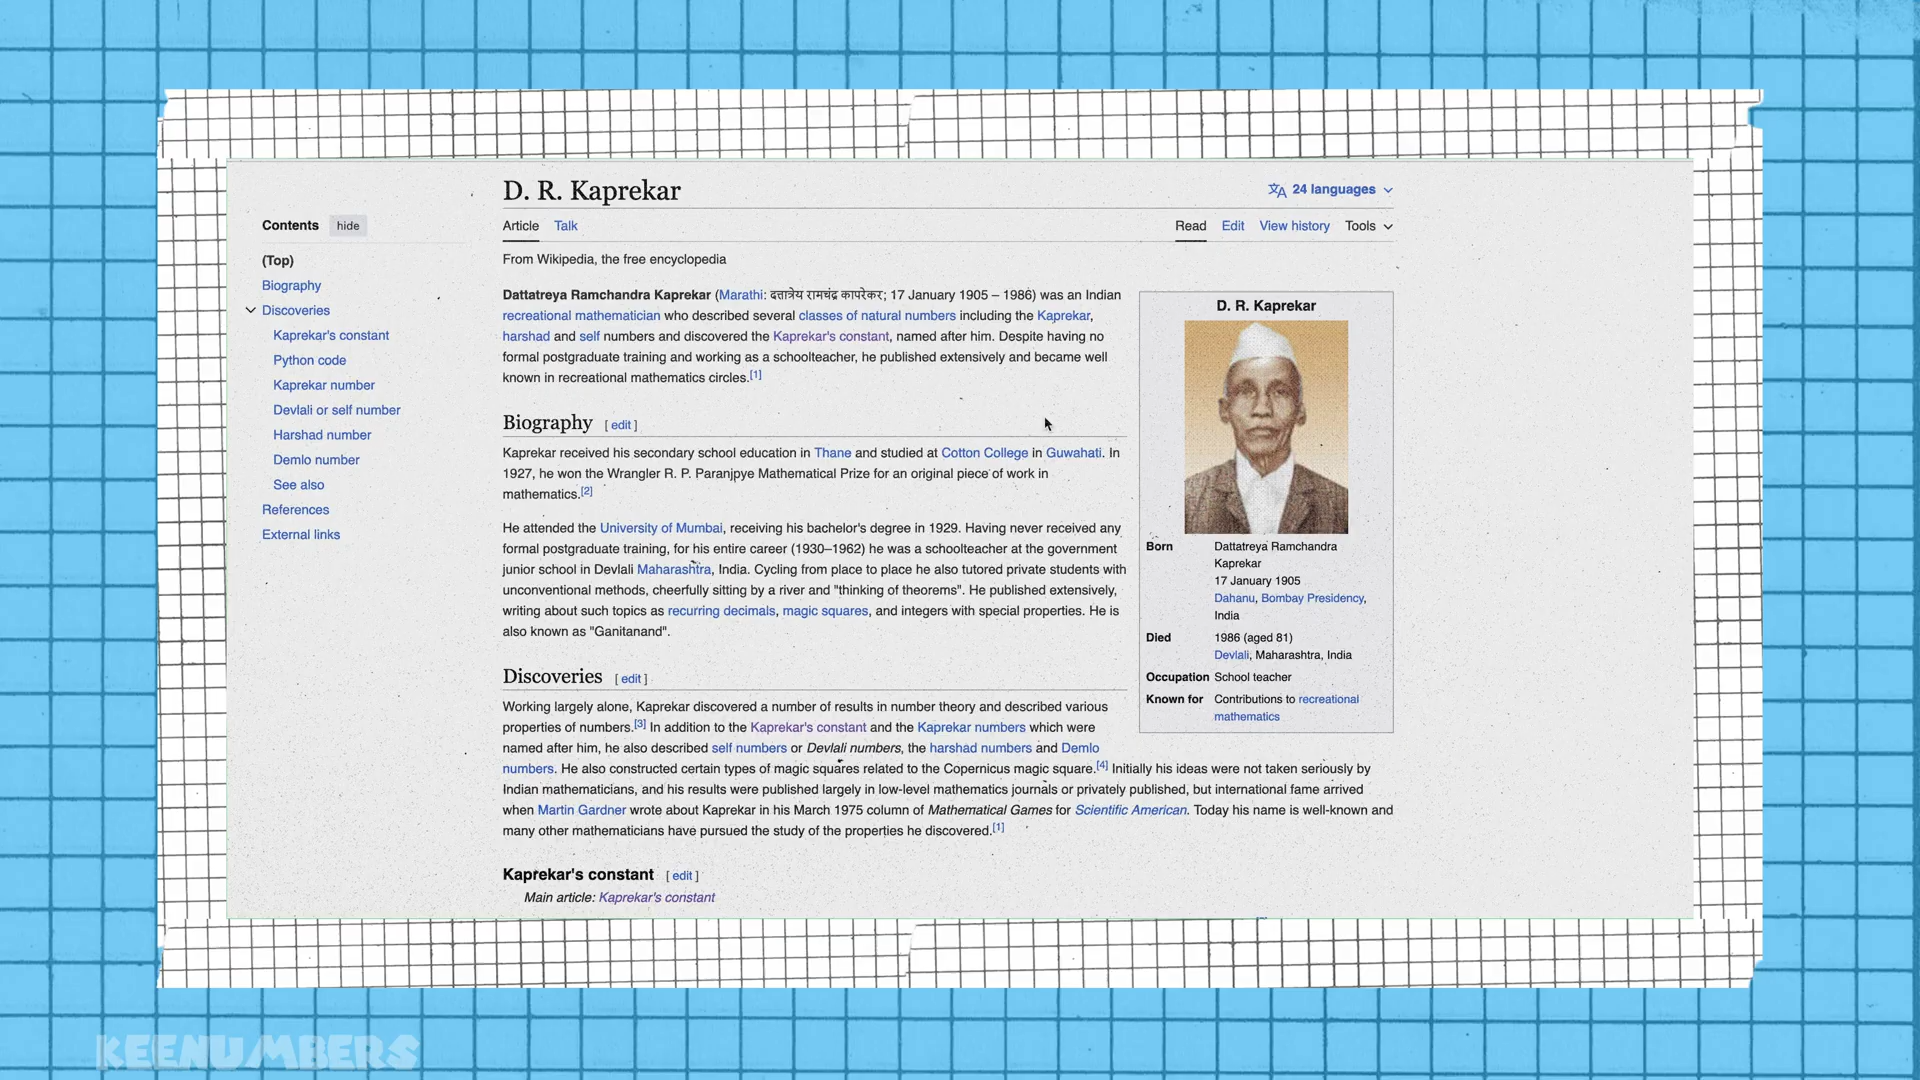 D. R. Kaprekar
24 languages
Contents hide
Article Talk
Read Edit View history Tools
(Top)
Biography
Discoveries
Kaprekar's constant
Python code
Kaprekar number
Devlali or self number
Harshad number
Demlo number
See also
References
External links
From Wikipedia, the free encyclopedia
Dattatreya Ramchandra Kaprekar (Marathi: दत्तात्रेय रामचंद्र कापरेकर; 17 January 1905 – 1986) was an Indian
recreational mathematician who described several classes of natural numbers including the Kaprekar,
harshad and self numbers and discovered the Kaprekar's constant, named after him. Despite having no
formal postgraduate training and working as a schoolteacher, he published extensively and became well
known in recreational mathematics circles.[1]
Biography [ edit ]
Kaprekar received his secondary school education in Thane and studied at Cotton College in Guwahati. In
1927, he won the Wrangler R. P. Paranjpye Mathematical Prize for an original piece of work in
mathematics.[2]
He attended the University of Mumbai, receiving his bachelor's degree in 1929. Having never received any
formal postgraduate training, for his entire career (1930–1962) he was a schoolteacher at the government
junior school in Devlali Maharashtra, India. Cycling from place to place he also tutored private students with
unconventional methods, cheerfully sitting by a river and "thinking of theorems". He published extensively,
writing about such topics as recurring decimals, magic squares, and integers with special properties. He is
also known as "Ganitanand".
Discoveries [ edit ]
Working largely alone, Kaprekar discovered a number of results in number theory and described various
properties of numbers.[3] In addition to the Kaprekar's constant and the Kaprekar numbers which were
named after him, he also described self numbers or Devlali numbers, the harshad numbers and Demlo
numbers. He also constructed certain types of magic squares related to the Copernicus magic square.[4] Initially his ideas were not taken seriously by
Indian mathematicians, and his results were published largely in low-level mathematics journals or privately published, but international fame arrived
when Martin Gardner wrote about Kaprekar in his March 1975 column of Mathematical Games for Scientific American. Today his name is well-known and
many other mathematicians have pursued the study of the properties he discovered.[1]
Kaprekar's constant [ edit ]
Main article: Kaprekar's constant
D. R. Kaprekar
Born Dattatreya Ramchandra
Kaprekar
17 January 1905
Dahanu, Bombay Presidency,
India
Died 1986 (aged 81)
Devlali, Maharashtra, India
Occupation School teacher
Known for Contributions to recreational
mathematics
KEENUMBERS